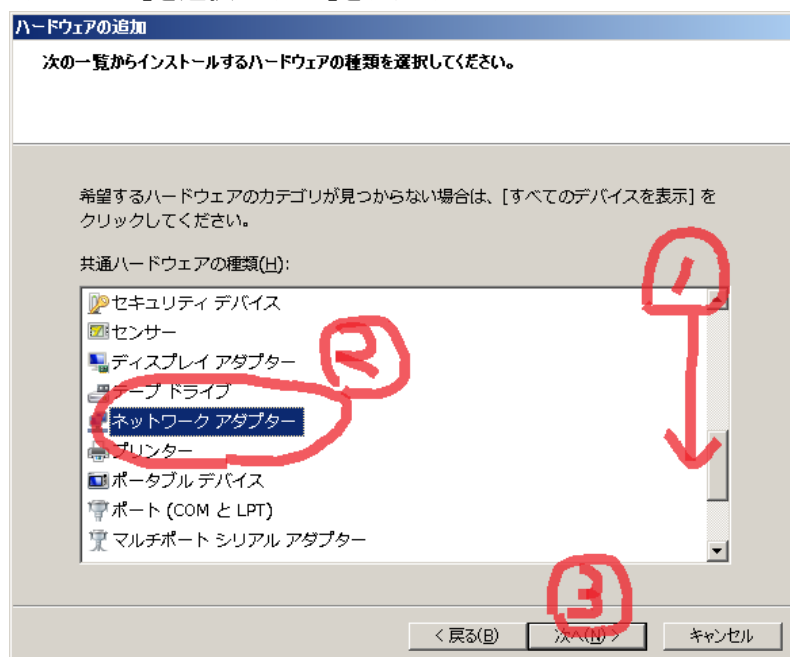 ハードウェアの追加
次の一覧からインストールするハードウェアの種類を選択してください。
希望するハードウェアのカテゴリが見つからない場合は、[すべてのデバイスを表示] を
クリックしてください。
共通ハードウェアの種類(H):
1
セキュリティ デバイス
センサー
2
ディスプレイ アダプター
テープ ドライブ
ネットワーク アダプター
プリンター
ポータブル デバイス
ポート (COM と LPT)
マルチポート シリアル アダプター
3
< 戻る(B) 次へ(N) > キャンセル